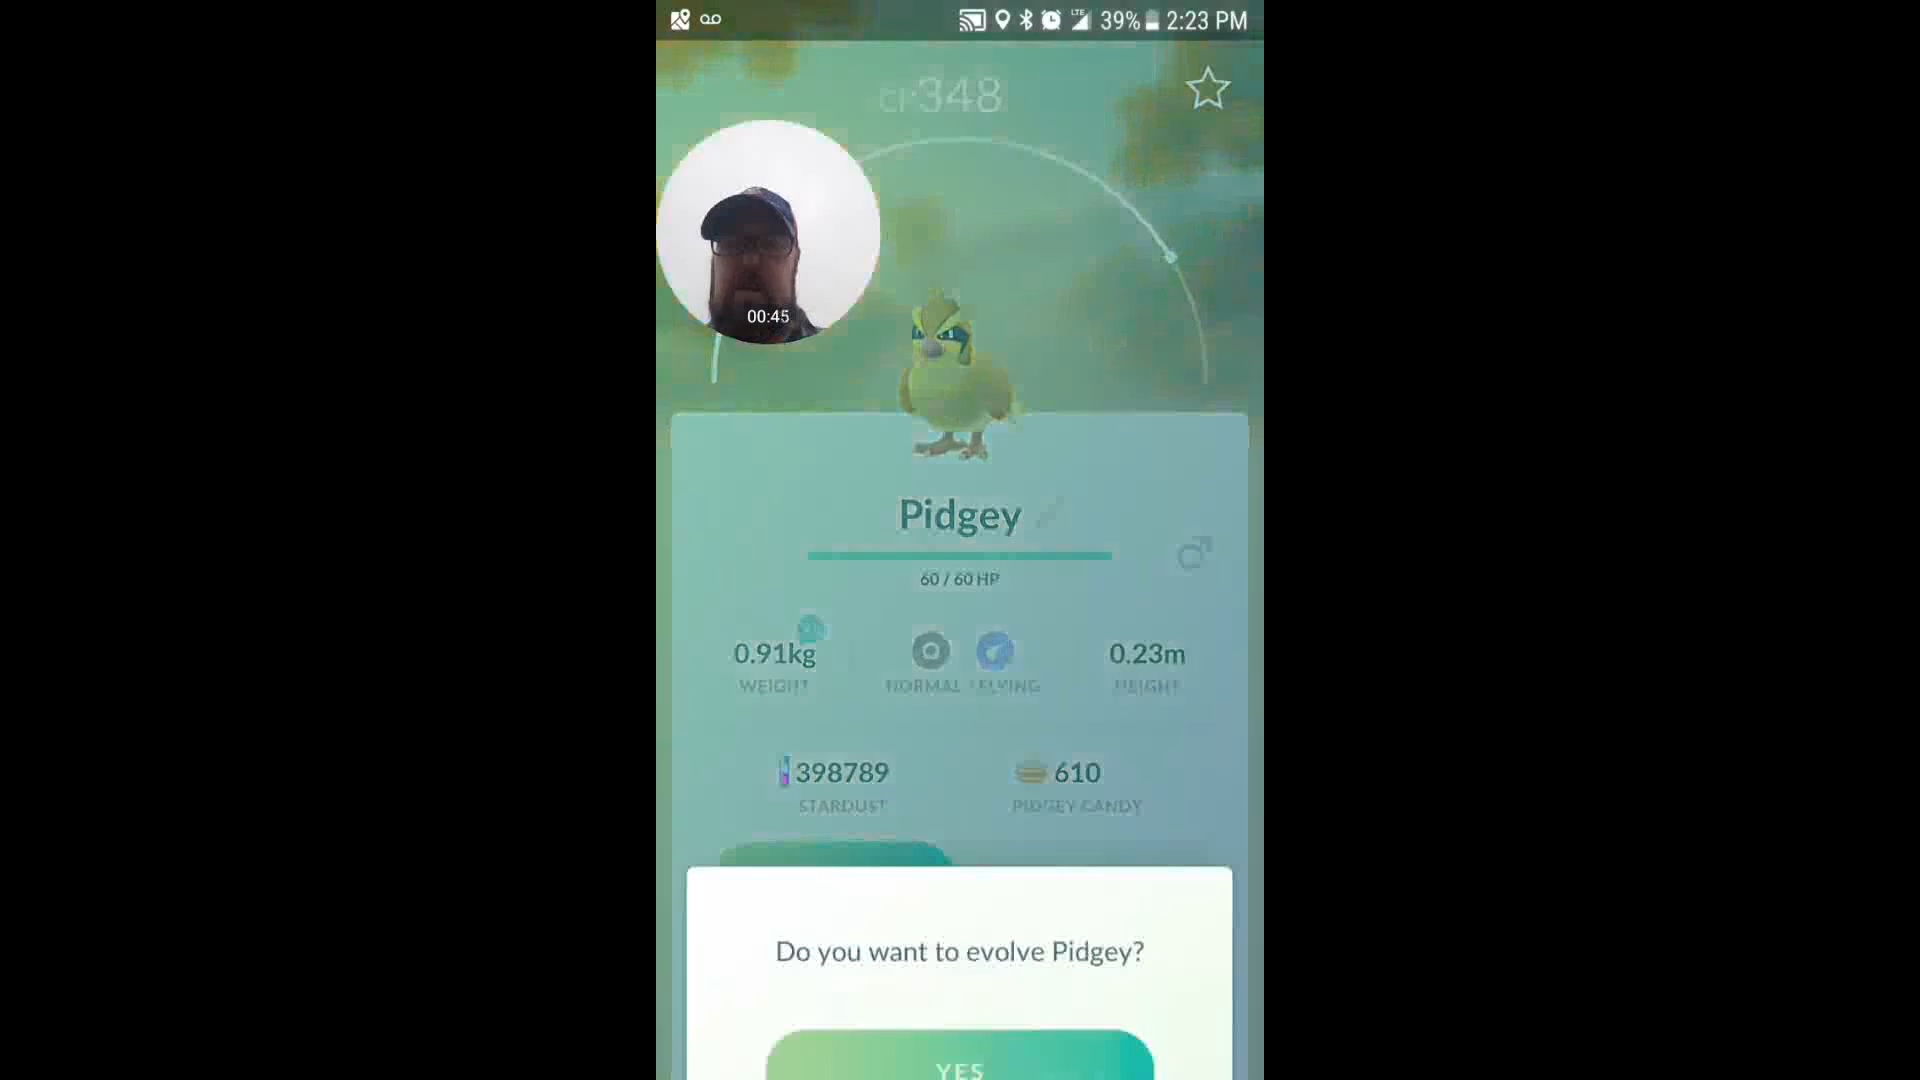 LTE 39% 2:23 PM
CP348
00:45
Pidgey
60 / 60 HP
0.91kg 0.23m
WEIGHT NORMAL / FLYING HEIGHT
398789 610
STARDUST PIDGEY CANDY
Do you want to evolve Pidgey?
YES